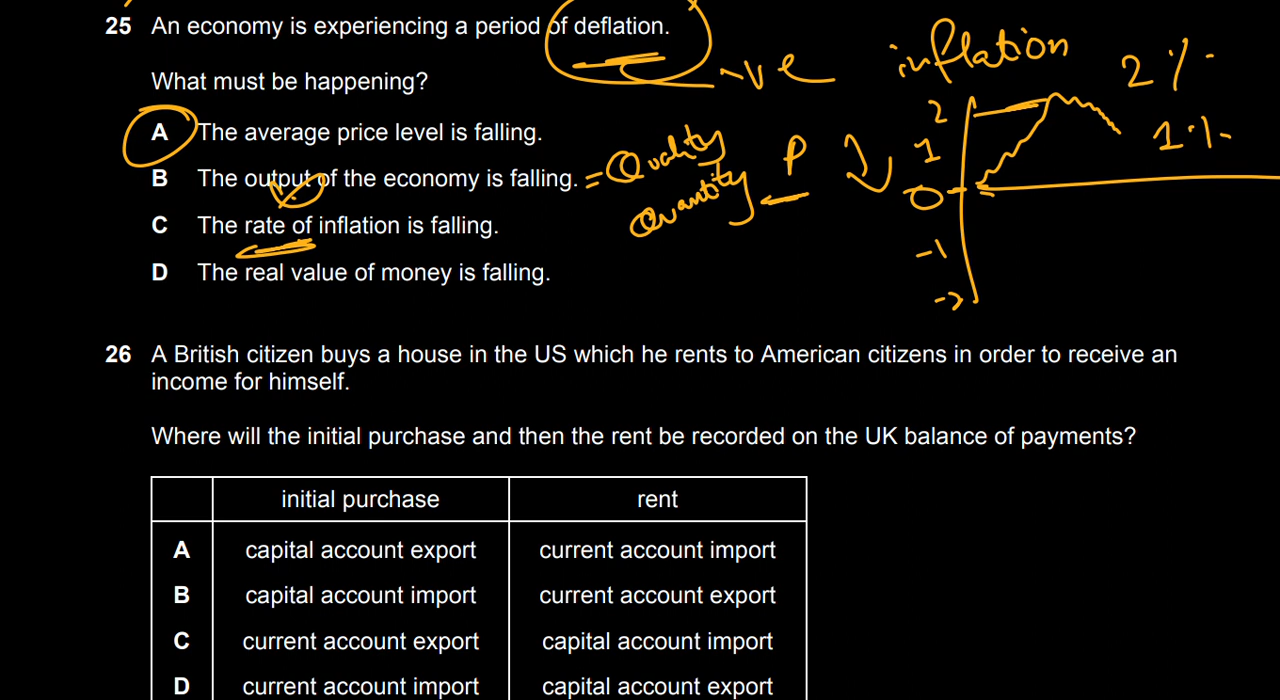 25 An economy is experiencing a period of deflation.
-ve inflation 2%
What must be happening?
A The average price level is falling.
B The output of the economy is falling. = Quality
Quantity
P
C The rate of inflation is falling.
D The real value of money is falling.
2
1
0
-1
-2
1%
26 A British citizen buys a house in the US which he rents to American citizens in order to receive an
income for himself.
Where will the initial purchase and then the rent be recorded on the UK balance of payments?
initial purchase rent
A capital account export current account import
B capital account import current account export
C current account export capital account import
D current account import capital account export